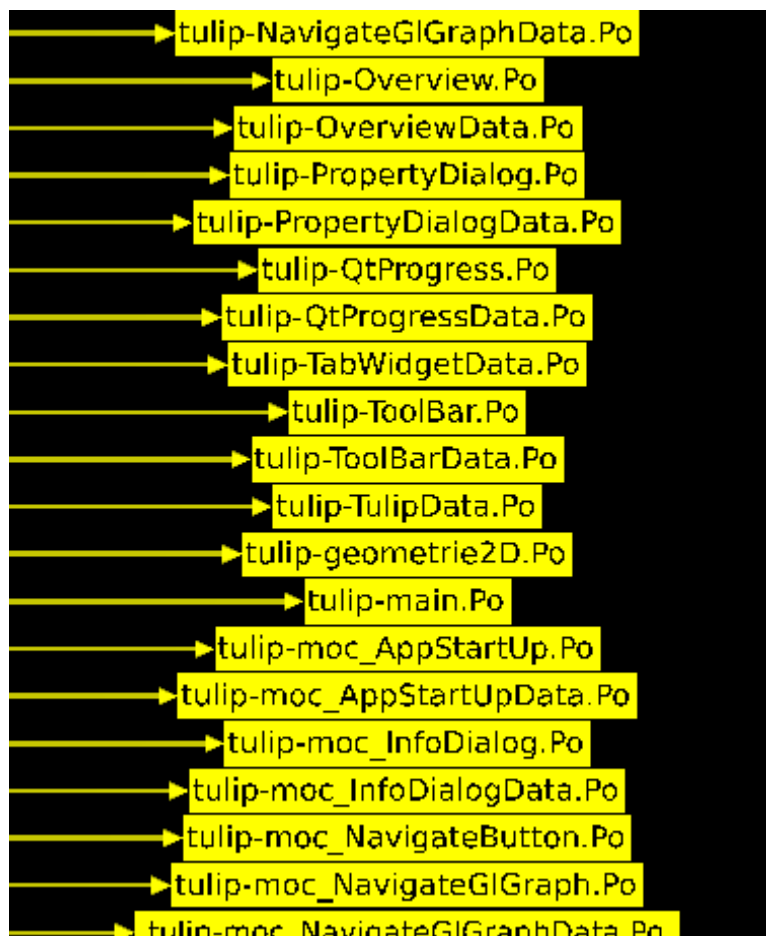 tulip-NavigateGlGraphData.Po
tulip-Overview.Po
tulip-OverviewData.Po
tulip-PropertyDialog.Po
tulip-PropertyDialogData.Po
tulip-QtProgress.Po
tulip-QtProgressData.Po
tulip-TabWidgetData.Po
tulip-ToolBar.Po
tulip-ToolBarData.Po
tulip-TulipData.Po
tulip-geometrie2D.Po
tulip-main.Po
tulip-moc_AppStartUp.Po
tulip-moc_AppStartUpData.Po
tulip-moc_InfoDialog.Po
tulip-moc_InfoDialogData.Po
tulip-moc_NavigateButton.Po
tulip-moc_NavigateGlGraph.Po
tulip-moc_NavigateGlGraphData.Po